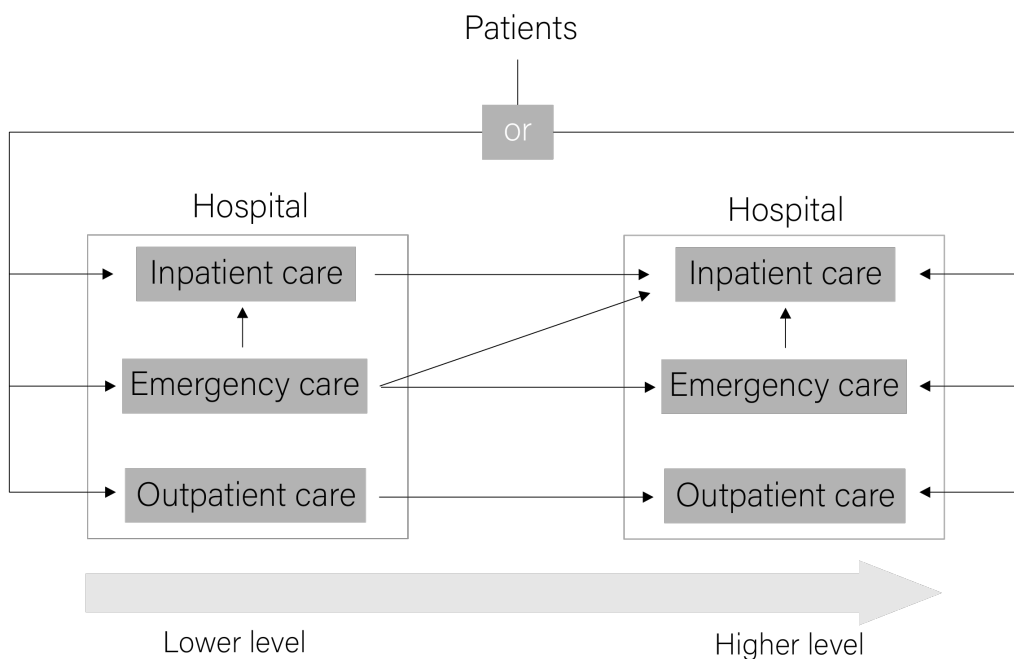 Patients
or
Hospital
Hospital
Inpatient care
Inpatient care
Emergency care
Emergency care
Outpatient care
Outpatient care
Lower level
Higher level